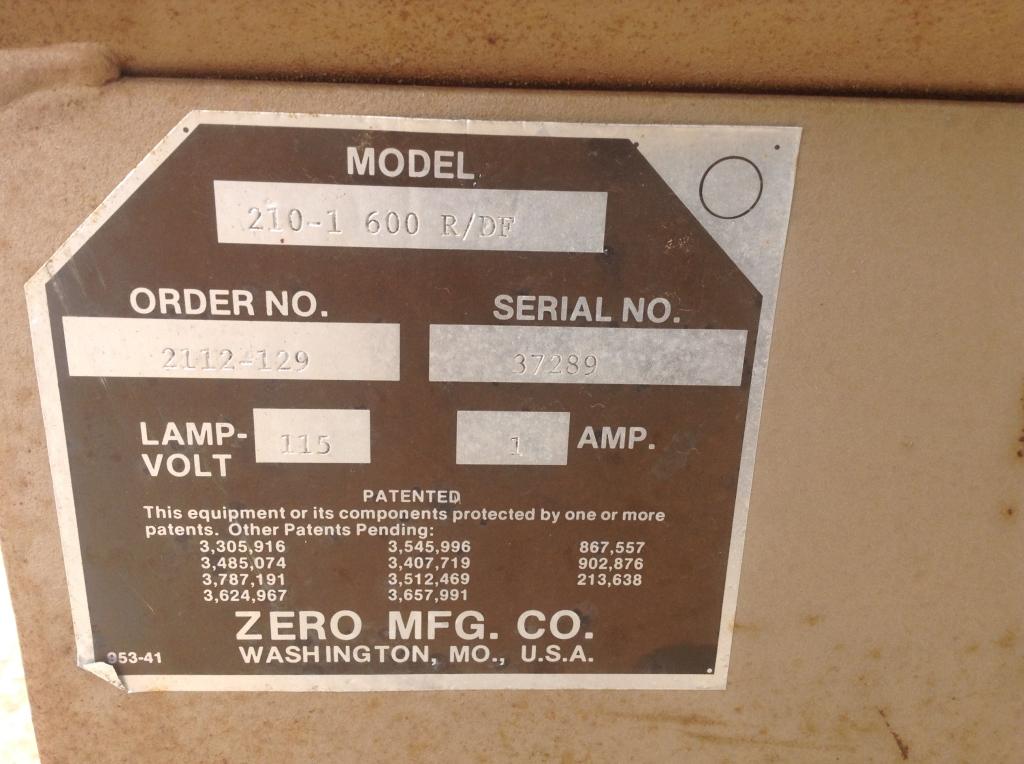 MODEL
210-1 600 R/DF
ORDER NO. SERIAL NO.
2112-129 37289
LAMP- 115 1 AMP.
VOLT
PATENTED
This equipment or its components protected by one or more
patents. Other Patents Pending:
3,305,916 3,545,996 867,557
3,485,074 3,407,719 902,876
3,787,191 3,512,469 213,638
3,624,967 3,657,991
ZERO MFG. CO.
953-41 WASHINGTON, MO., U.S.A.